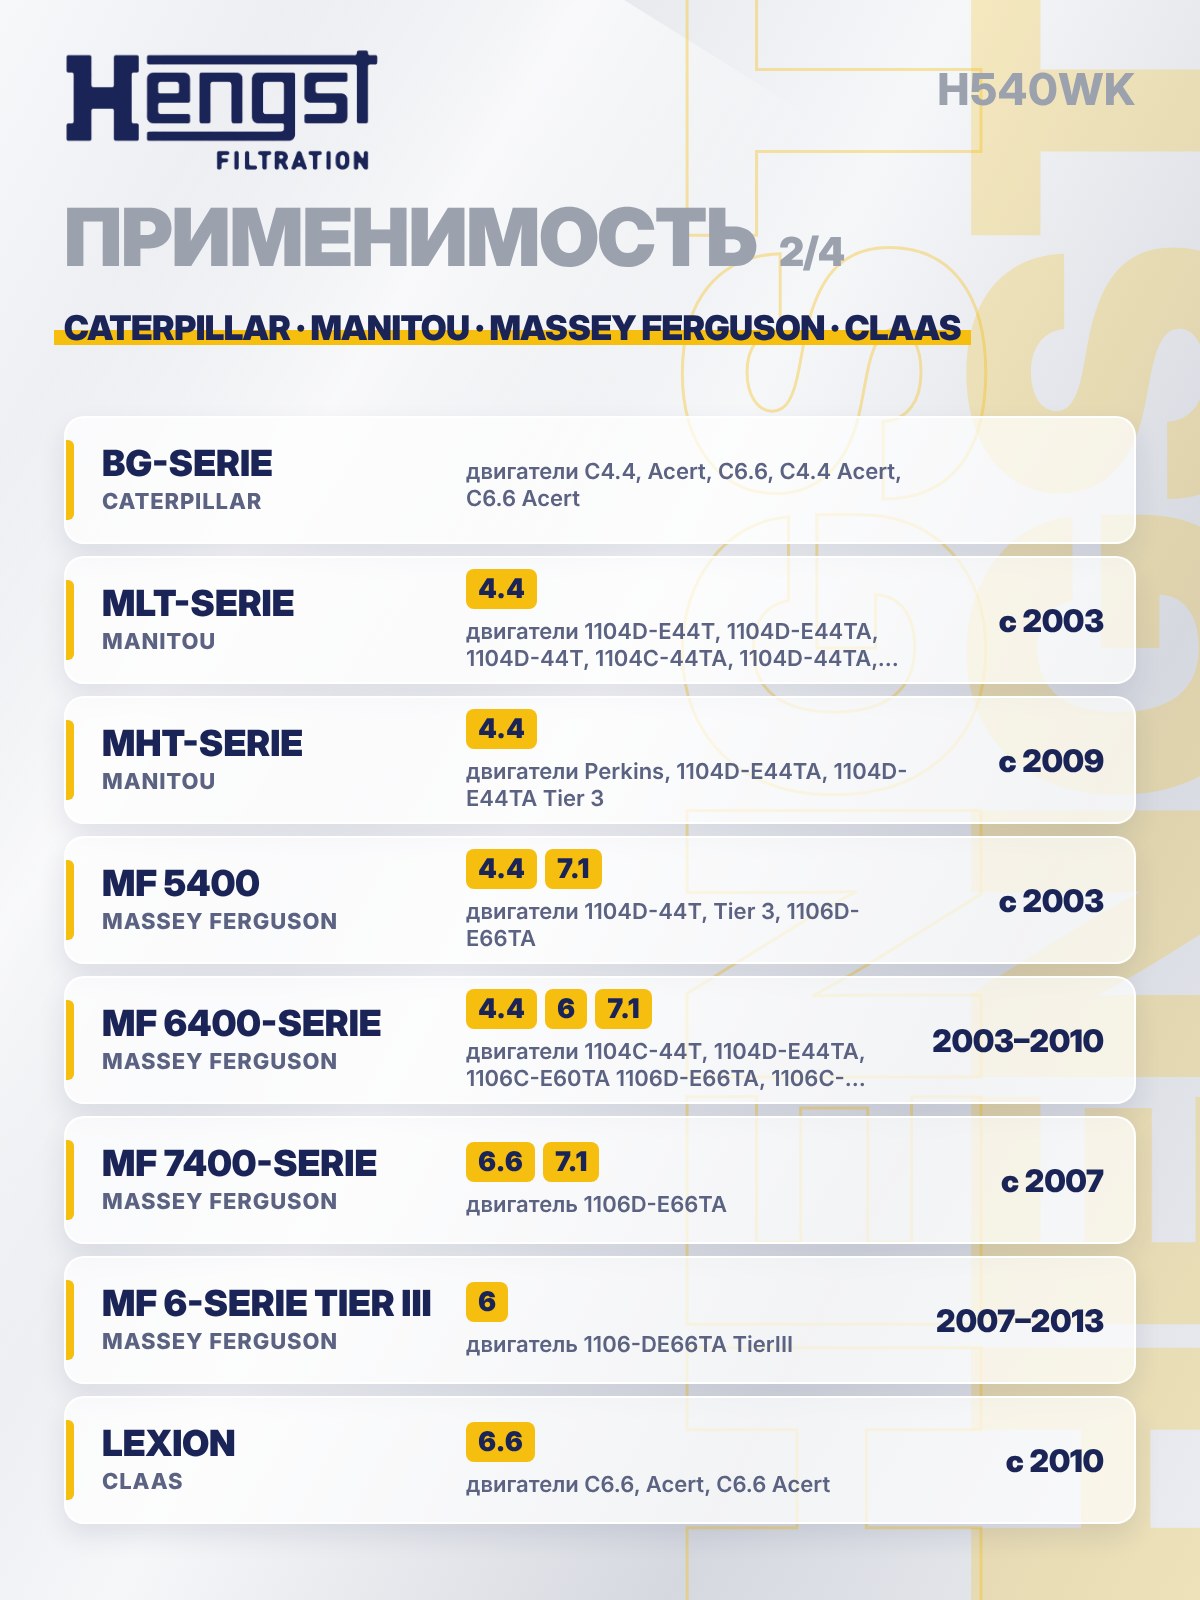 Hengst
FILTRATION
H540WK
ПРИМЕНИМОСТЬ 2/4
CATERPILLAR · MANITOU · MASSEY FERGUSON · CLAAS
BG-SERIE
CATERPILLAR
двигатели C4.4, Acert, C6.6, C4.4 Acert,
C6.6 Acert
MLT-SERIE
MANITOU
4.4
двигатели 1104D-E44T, 1104D-E44TA,
1104D-44T, 1104C-44TA, 1104D-44TA,...
с 2003
MHT-SERIE
MANITOU
4.4
двигатели Perkins, 1104D-E44TA, 1104D-
E44TA Tier 3
с 2009
MF 5400
MASSEY FERGUSON
4.4 7.1
двигатели 1104D-44T, Tier 3, 1106D-
E66TA
с 2003
MF 6400-SERIE
MASSEY FERGUSON
4.4 6 7.1
двигатели 1104C-44T, 1104D-E44TA,
1106C-E60TA 1106D-E66TA, 1106C-...
2003–2010
MF 7400-SERIE
MASSEY FERGUSON
6.6 7.1
двигатель 1106D-E66TA
с 2007
MF 6-SERIE TIER III
MASSEY FERGUSON
6
двигатель 1106-DE66TA TierIII
2007–2013
LEXION
CLAAS
6.6
двигатели C6.6, Acert, C6.6 Acert
с 2010
HENGST